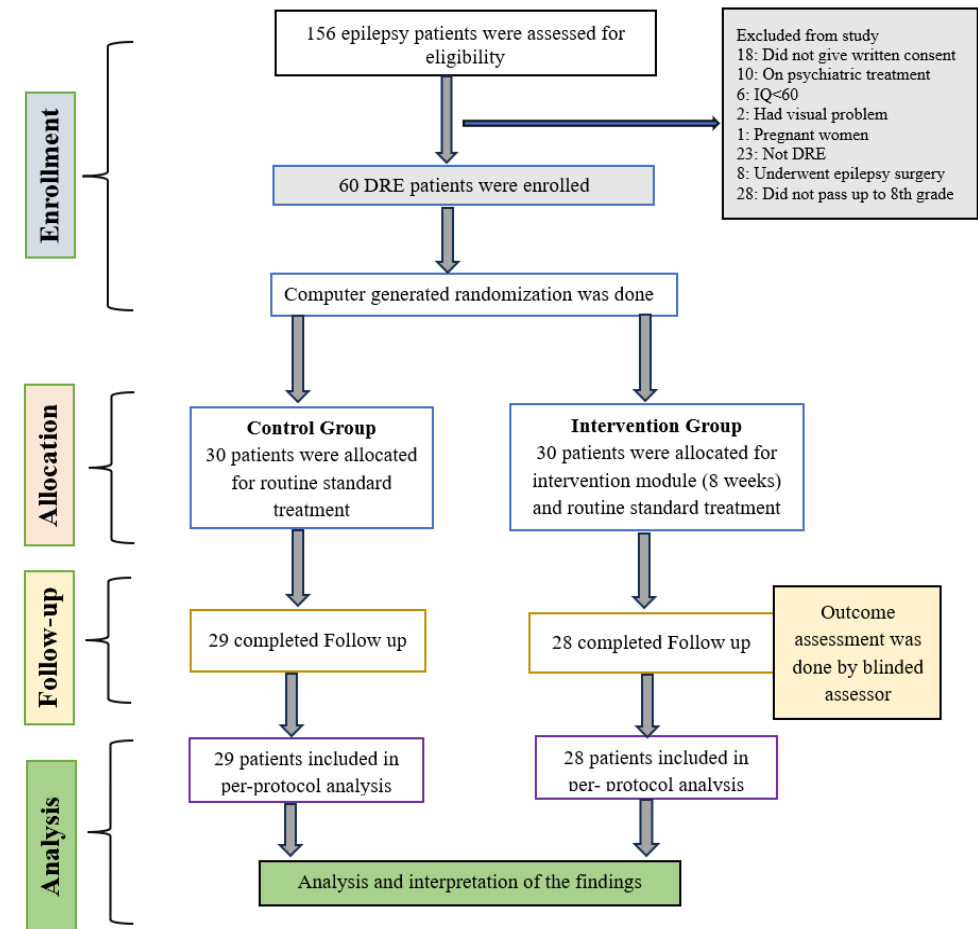 156 epilepsy patients were assessed for
eligibility
Excluded from study
18: Did not give written consent
10: On psychiatric treatment
6: IQ<60
2: Had visual problem
1: Pregnant women
23: Not DRE
8: Underwent epilepsy surgery
28: Did not pass up to 8th grade
Enrollment
60 DRE patients were enrolled
Computer generated randomization was done
Allocation
Control Group
30 patients were allocated
for routine standard
treatment
Intervention Group
30 patients were allocated for
intervention module (8 weeks)
and routine standard treatment
Follow-up
29 completed Follow up
28 completed Follow up
Outcome
assessment was
done by blinded
assessor
Analysis
29 patients included in
per-protocol analysis
28 patients included in
per- protocol analysis
Analysis and interpretation of the findings